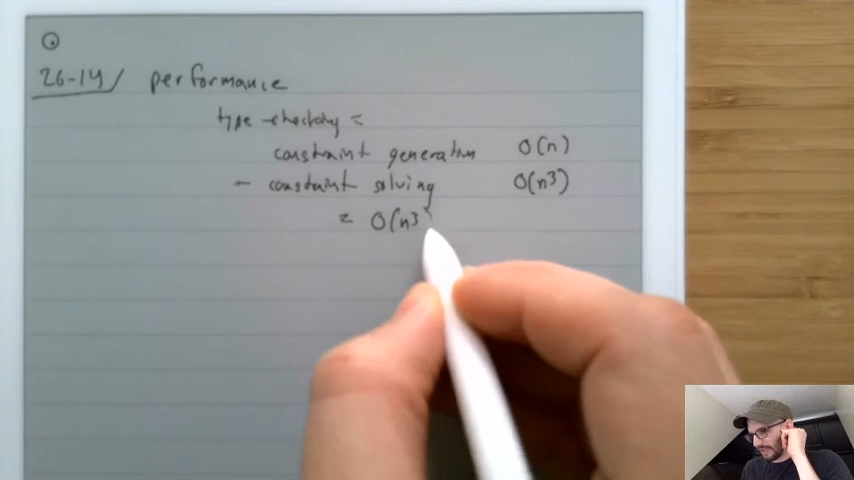 26-14/ performance
type-checking =
constraint generation O(n)
- constraint solving O(n3)
= O(n3)